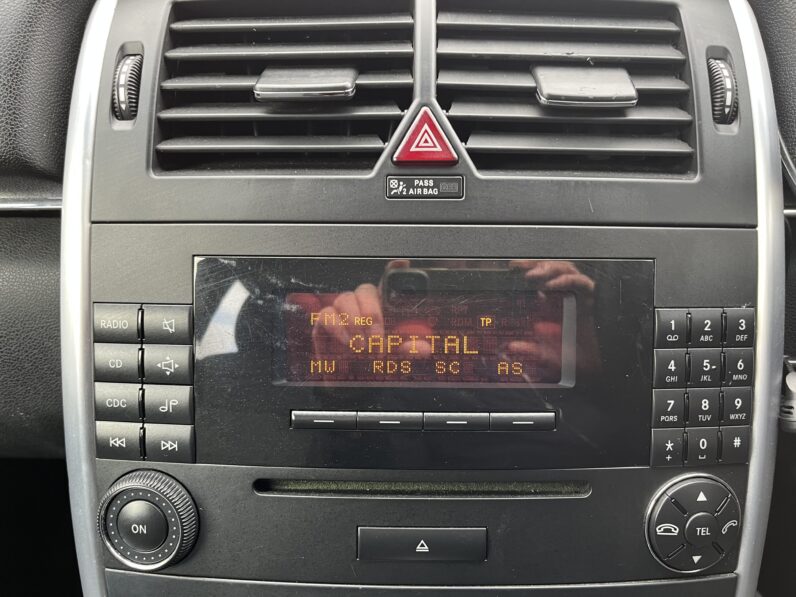 PASS
2 AIR BAG
FM2 REG TP
CAPITAL
MW RDS SC AS
RADIO
CD
CDC
ON
1
2 ABC
3 DEF
4 GHI
5 JKL
6 MNO
7 PQRS
8 TUV
9 WXYZ
* +
0
#
TEL